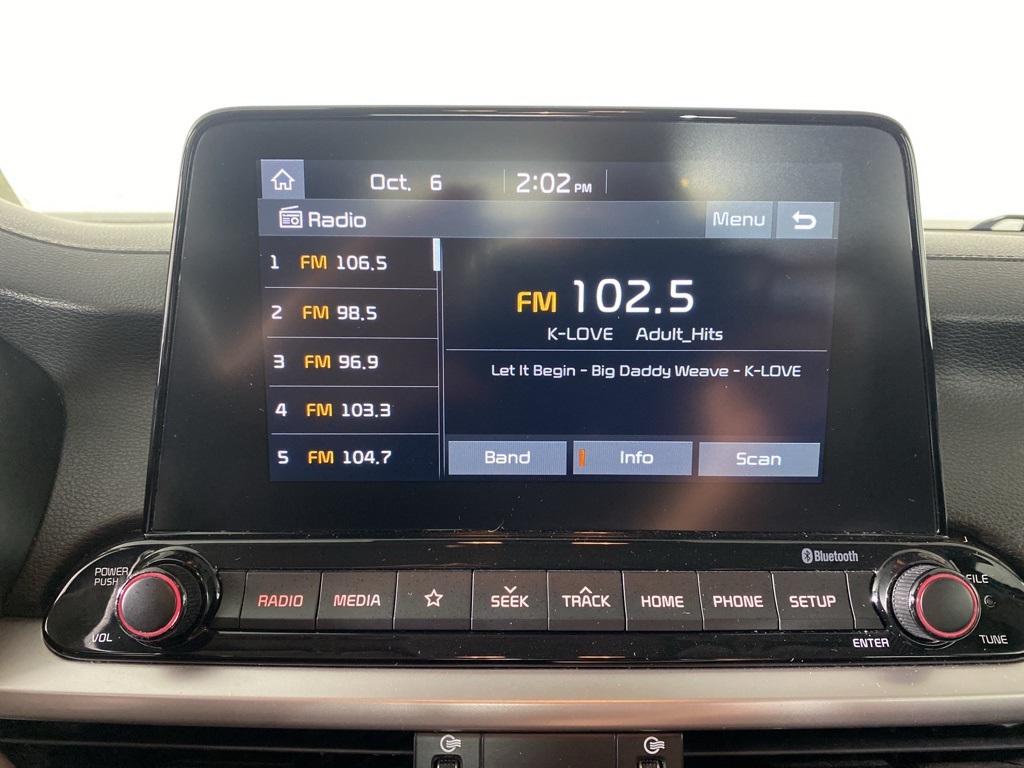 Oct. 6 2:02 PM
Radio Menu
1 FM 106.5
2 FM 98.5
3 FM 96.9
4 FM 103.3
5 FM 104.7
FM 102.5
K-LOVE Adult_Hits
Let It Begin - Big Daddy Weave - K-LOVE
Band Info Scan
Bluetooth
POWER
PUSH
VOL
RADIO MEDIA SEEK TRACK HOME PHONE SETUP
FILE
ENTER
TUNE